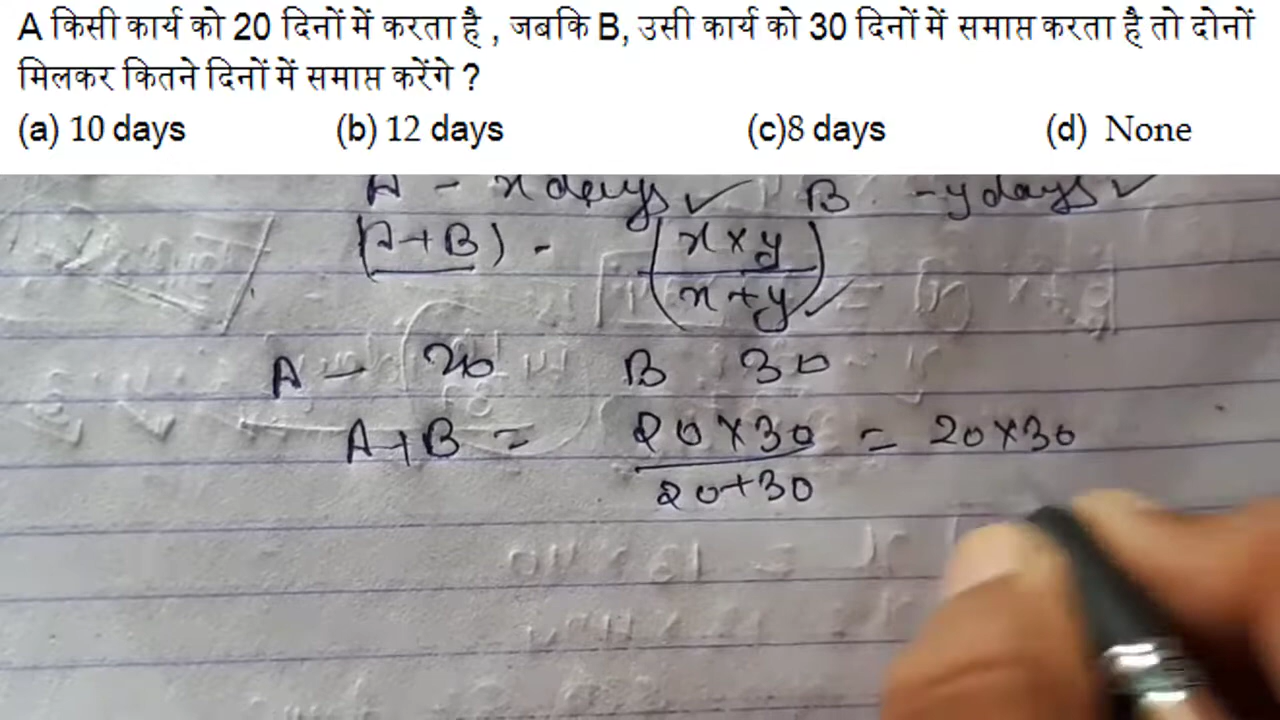 A किसी कार्य को 20 दिनों में करता है , जबकि B, उसी कार्य को 30 दिनों में समाप्त करता है तो दोनों
मिलकर कितने दिनों में समाप्त करेंगे ?
(a) 10 days (b) 12 days (c)8 days (d) None
A - x days ✓ B - y days ✓
(A+B) - (x × y / x + y) ✓
A - 20 B 30
A+B = 20×30 / 20+30 = 20×30